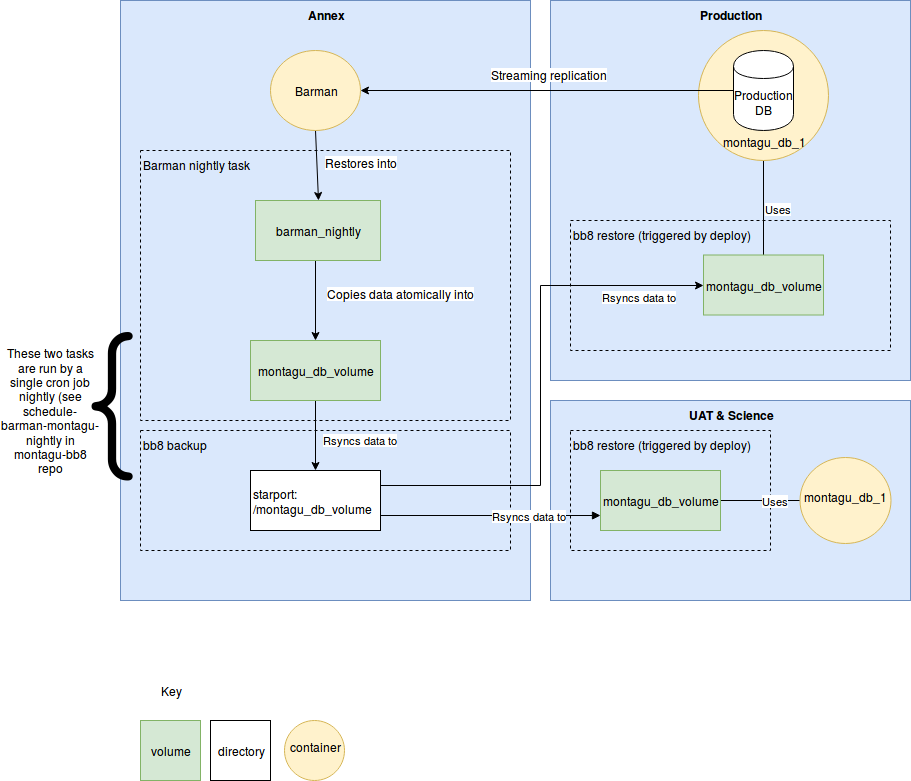 Annex
Production
Streaming replication
Barman
Production
DB
montagu_db_1
Restores into
Barman nightly task
barman_nightly
Uses
bb8 restore (triggered by deploy)
montagu_db_volume
Rsyncs data to
Copies data atomically into
montagu_db_volume
These two tasks
are run by a
single cron job
nightly (see
schedule-
barman-montagu-
nightly in
montagu-bb8
repo
UAT & Science
bb8 backup
Rsyncs data to
bb8 restore (triggered by deploy)
starport:
/montagu_db_volume
Rsyncs data to
montagu_db_volume
Uses
montagu_db_1
Key
volume
directory
container